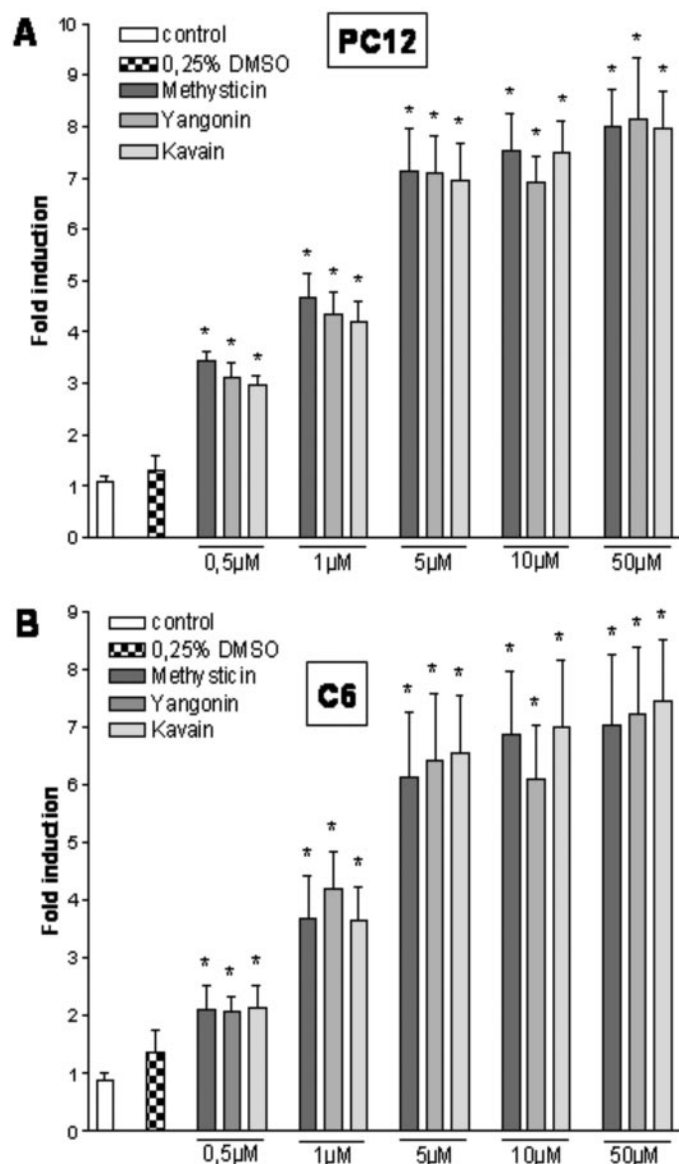 A
PC12
control
0,25% DMSO
Methysticin
Yangonin
Kavain
Fold induction
10
9
8
7
6
5
4
3
2
1
0
* * * * * * * * * * * * * * *
0,5µM 1µM 5µM 10µM 50µM
B
C6
control
0,25% DMSO
Methysticin
Yangonin
Kavain
Fold induction
9
8
7
6
5
4
3
2
1
0
* * * * * * * * * * * * * * *
0,5µM 1µM 5µM 10µM 50µM